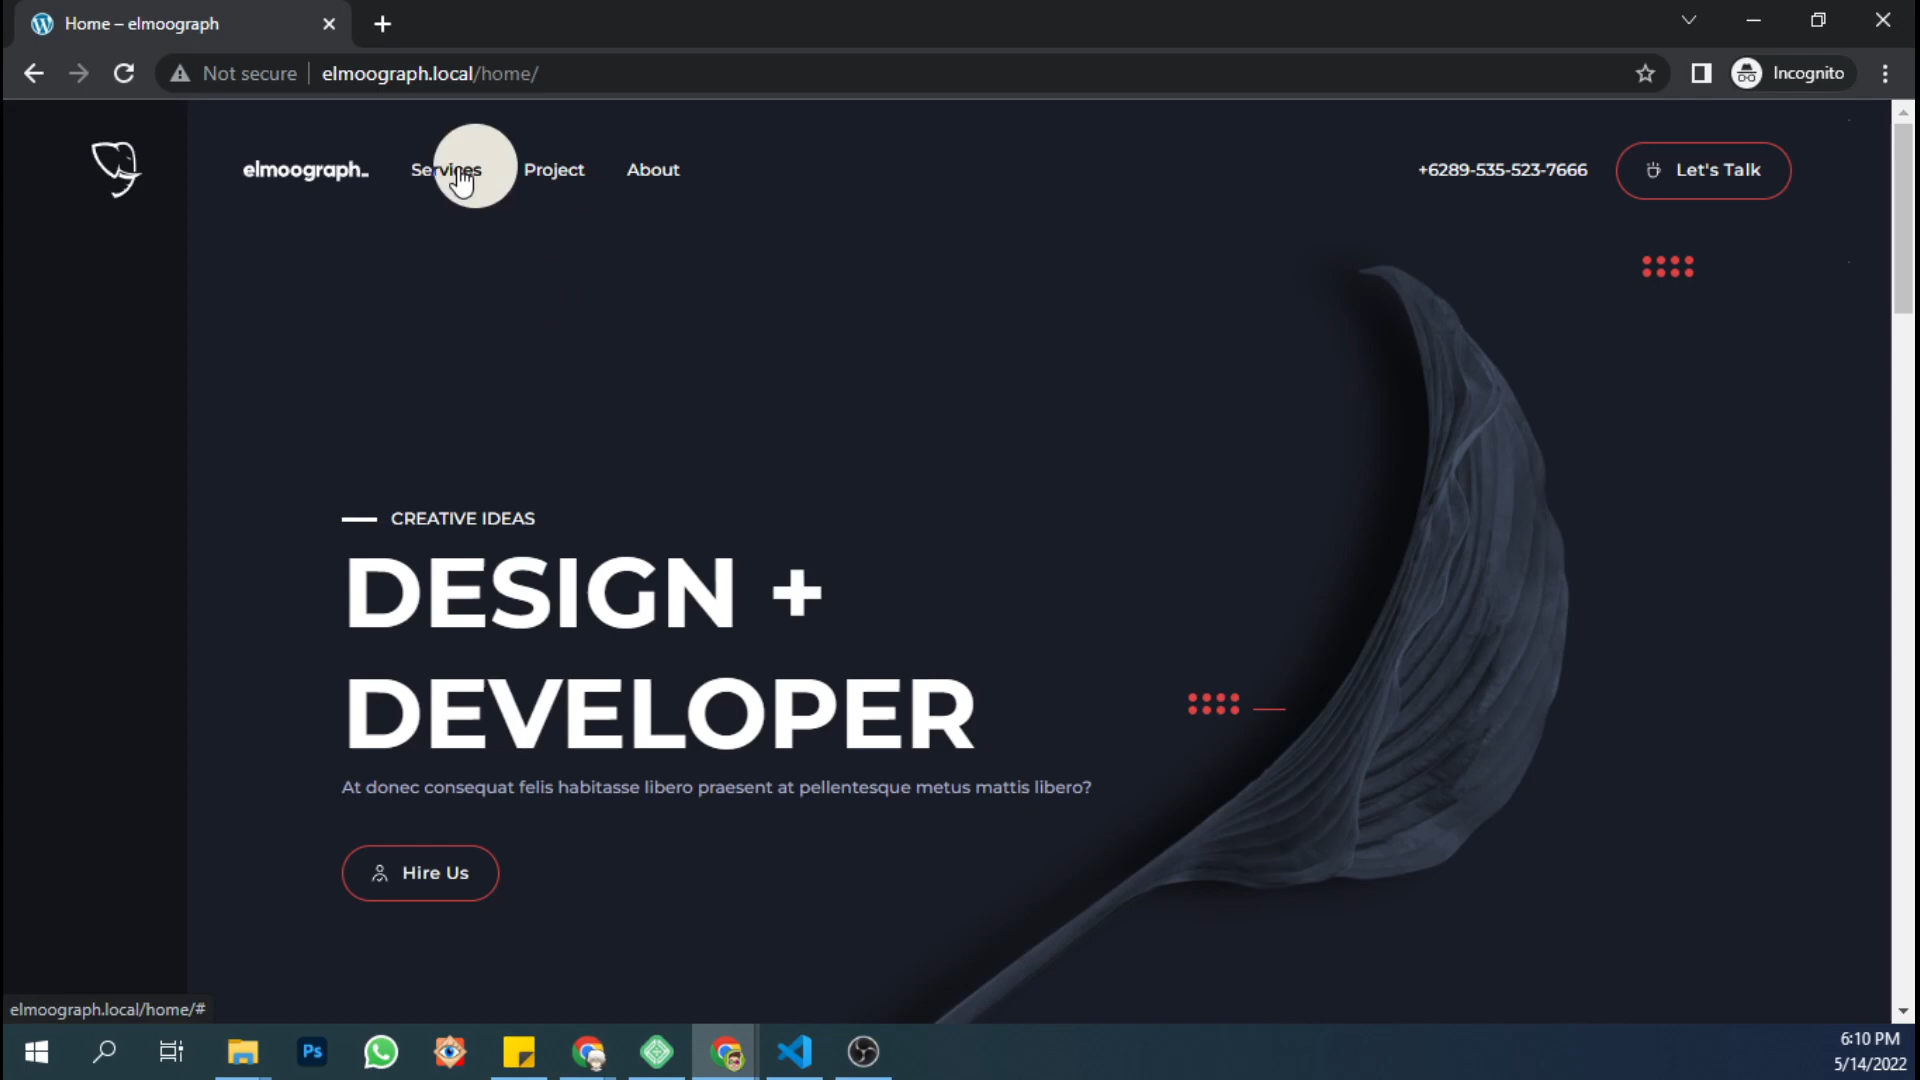 Home – elmoograph
Not secure
elmoograph.local/home/
Incognito
elmoograph_
Services
Project
About
+6289-535-523-7666
Let's Talk
CREATIVE IDEAS
DESIGN +
DEVELOPER
At donec consequat felis habitasse libero praesent at pellentesque metus mattis libero?
Hire Us
elmoograph.local/home/#
Ps
6:10 PM
5/14/2022